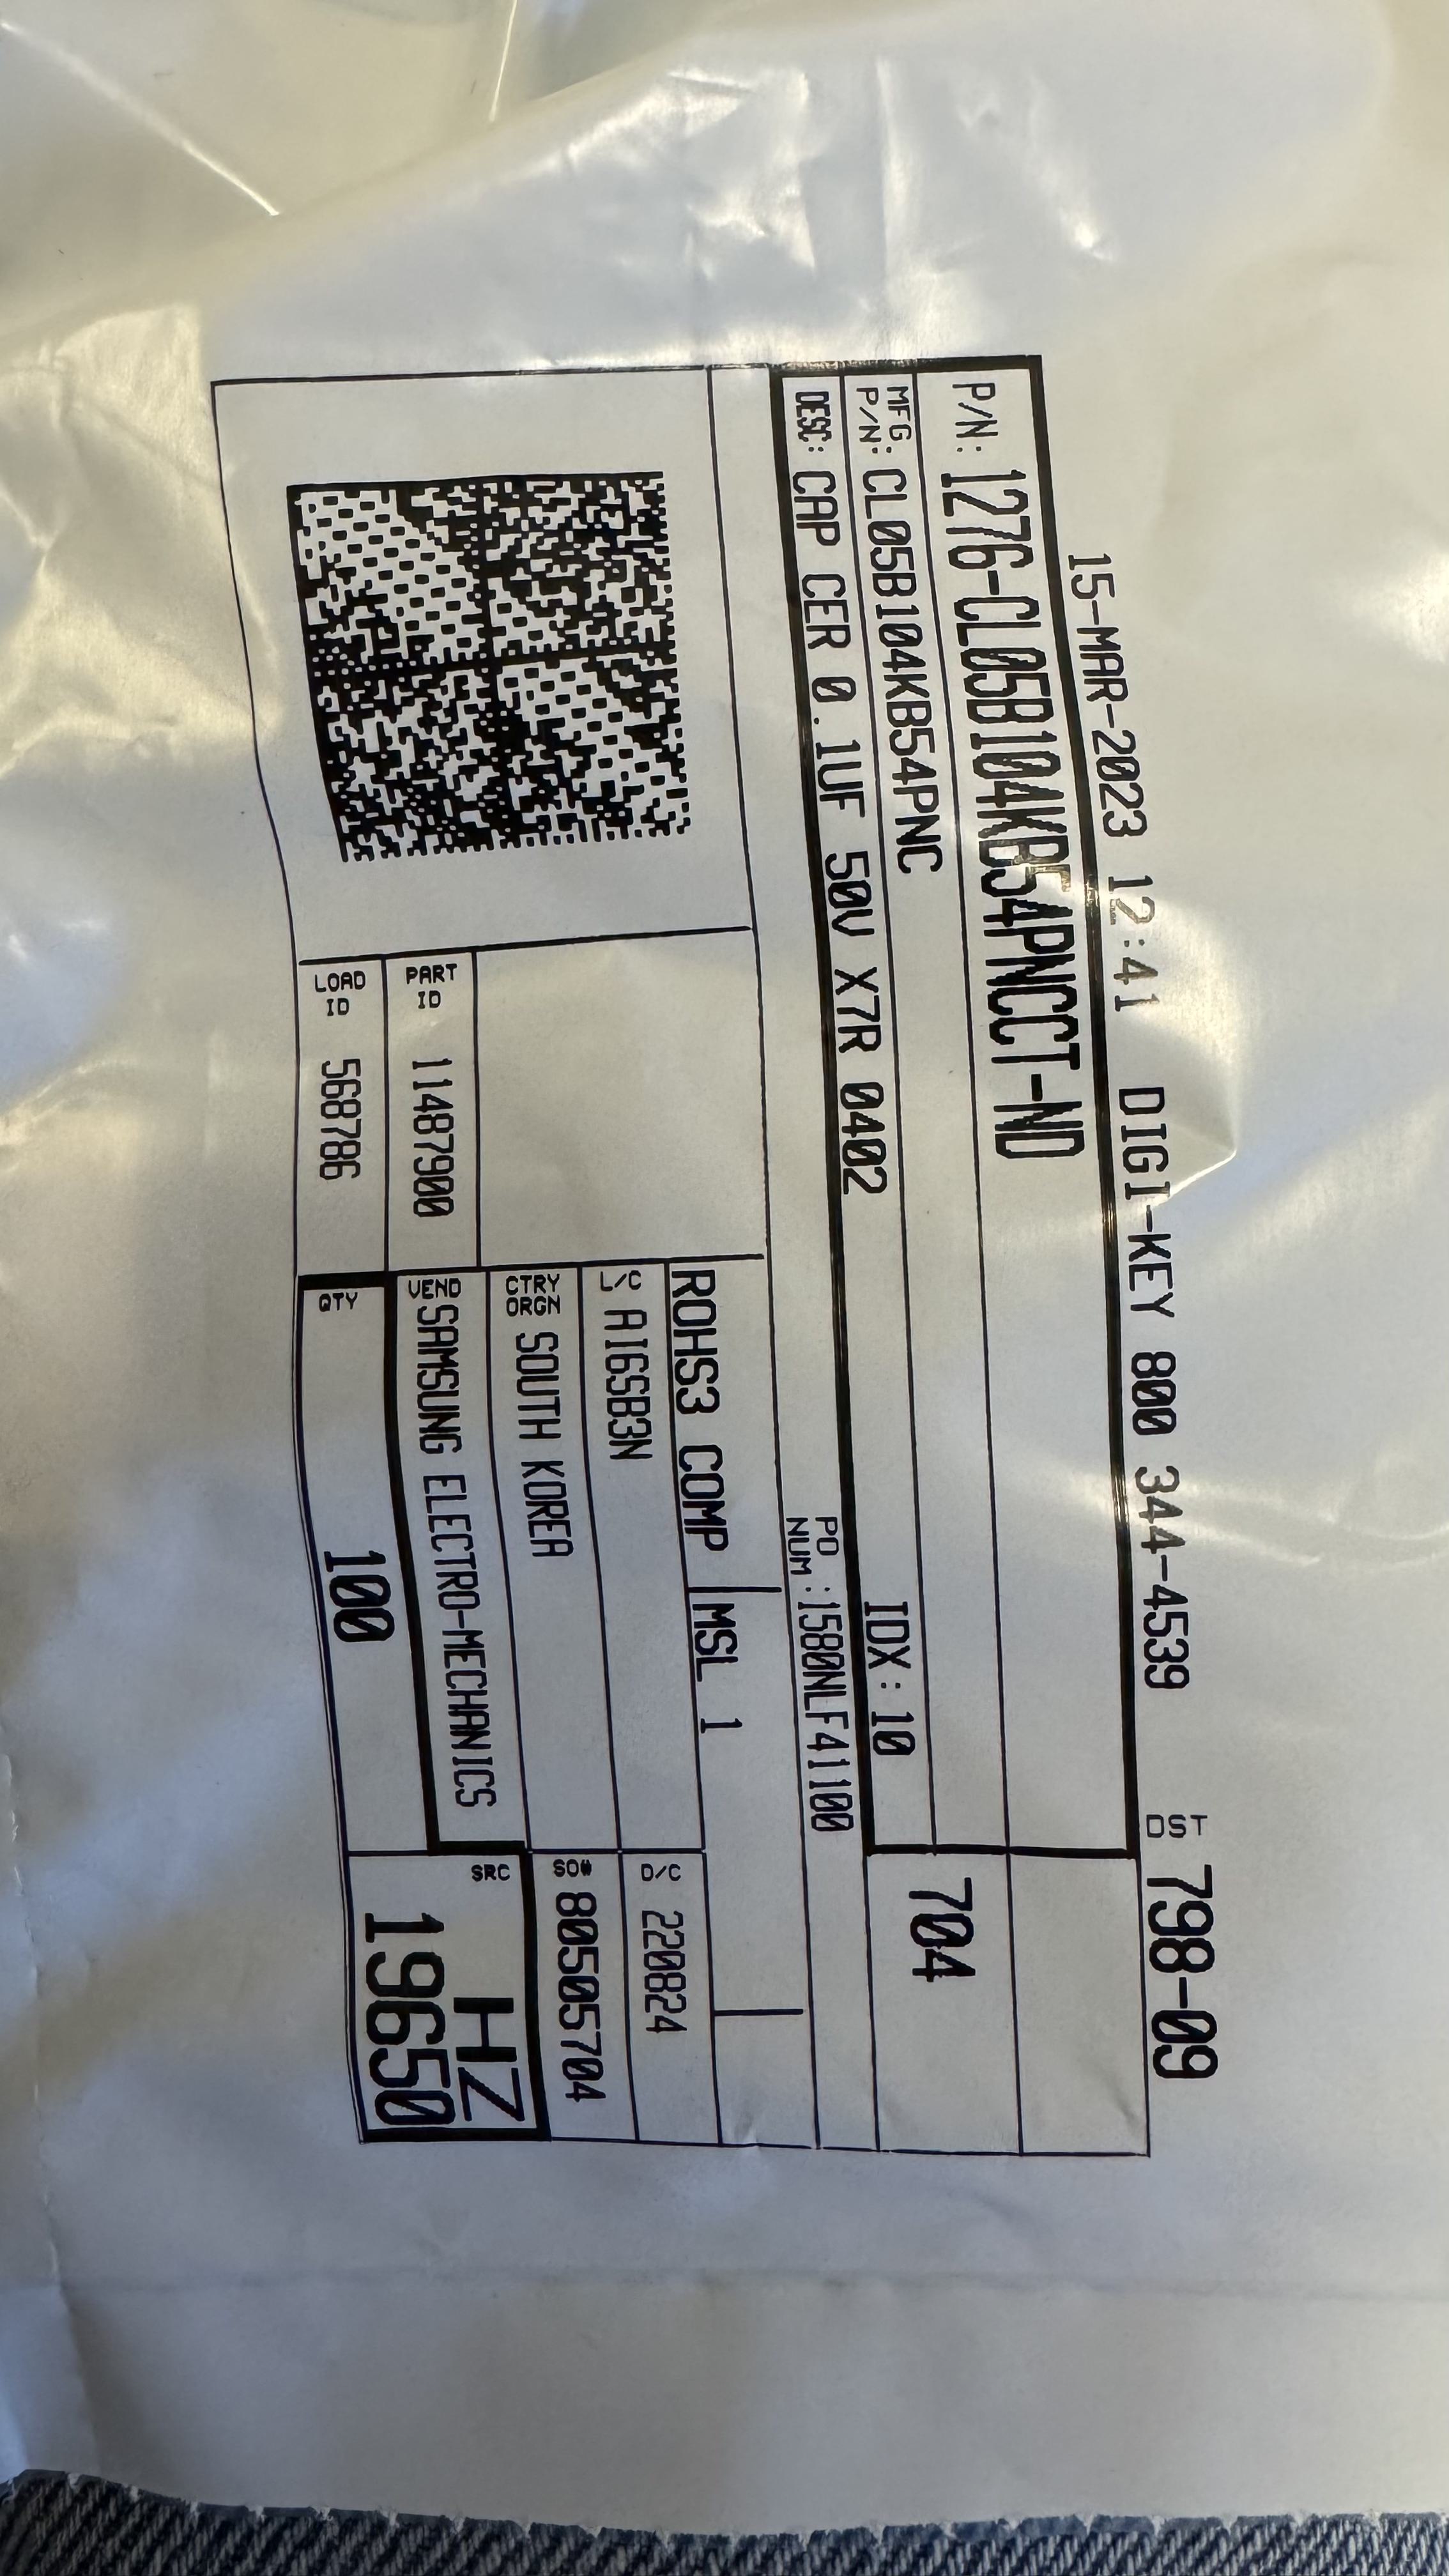 15-MAR-2023 12:41 DIGI-KEY 800 344-4539 DST 798-09
P/N: 1276-CL05B104KB54PNCCT-ND
MFG P/N: CL05B104KB54PNC 704
DESC: CAP CER 0.1UF 50V X7R 0402 IDX:10
PO NUM:1580NLF41100
ROHS3 COMP MSL 1
L/C AI6SB3N D/C 220824
CTRY ORGN SOUTH KOREA SO# 80505704
PART ID 11487900 VEND SAMSUNG ELECTRO-MECHANICS SRC HZ
LOAD ID 568786 QTY 100 19650